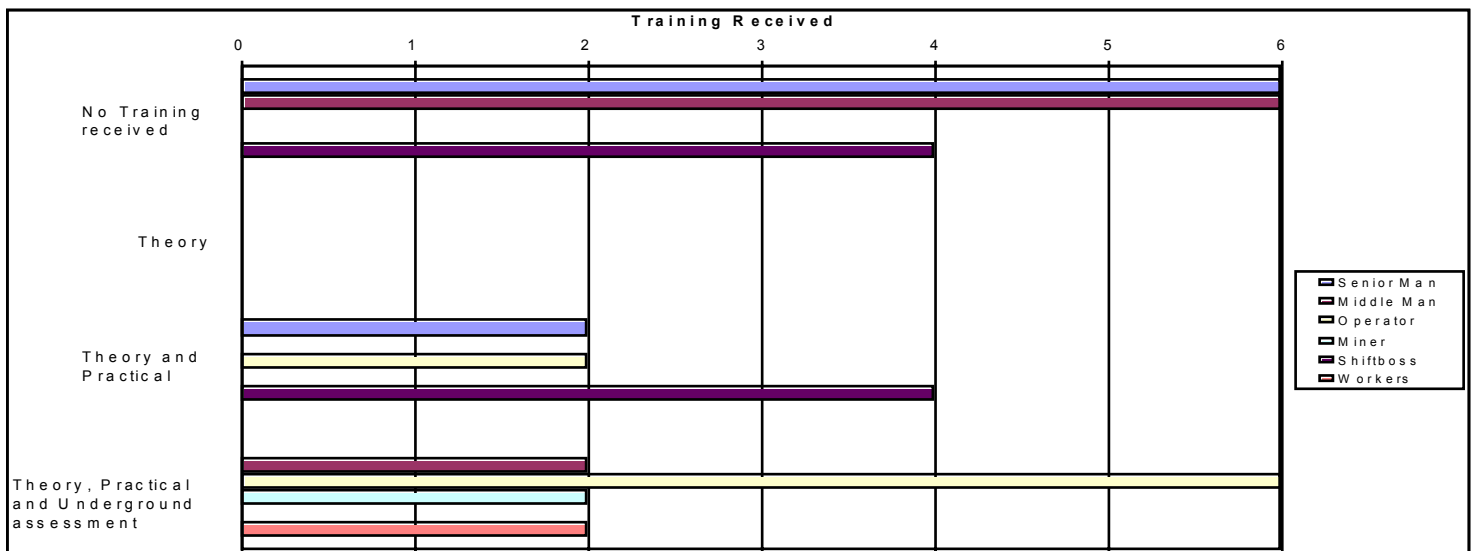 Training Received
0 1 2 3 4 5 6
No Training
received
Theory
Theory and
Practical
Theory, Practical
and Underground
assessment
Senior Man
Middle Man
Operator
Miner
Shiftboss
Workers